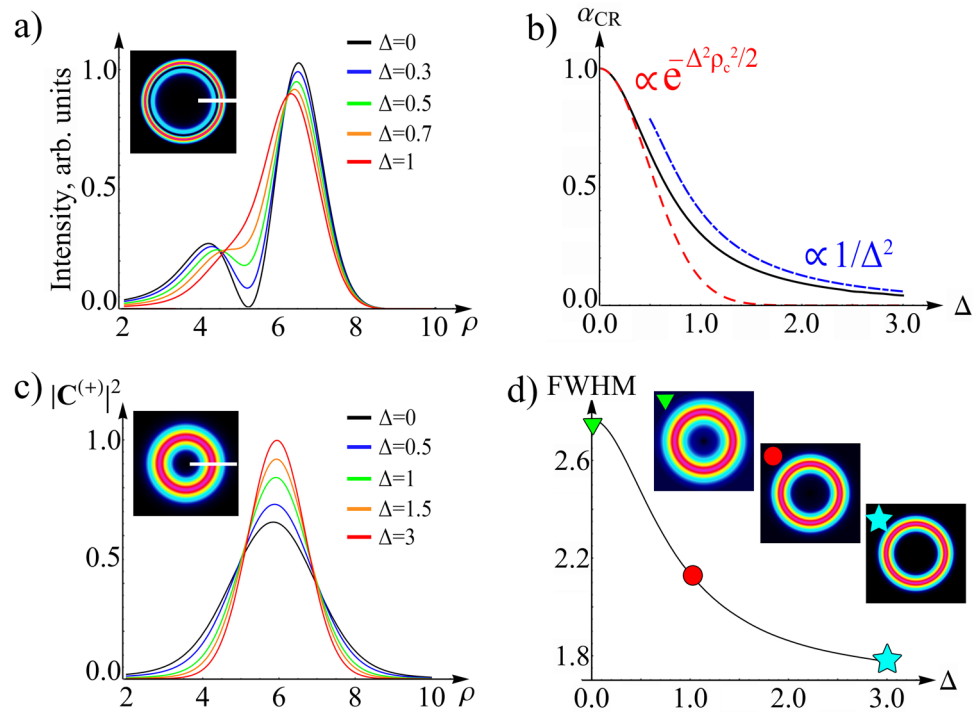 a)
Intensity, arb. units
1.0
0.5
0.0
2 4 6 8 10 ρ
Δ=0
Δ=0.3
Δ=0.5
Δ=0.7
Δ=1
b)
α_CR
1.0
0.5
0.0
0.0 1.0 2.0 3.0 Δ
∝e^{-Δ²ρ_c²/2}
∝1/Δ²
c)
|C^{(+)}|²
1.0
0.5
0.0
2 4 6 8 10 ρ
Δ=0
Δ=0.5
Δ=1
Δ=1.5
Δ=3
d)
FWHM
2.6
2.2
1.8
0.0 1.0 2.0 3.0 Δ